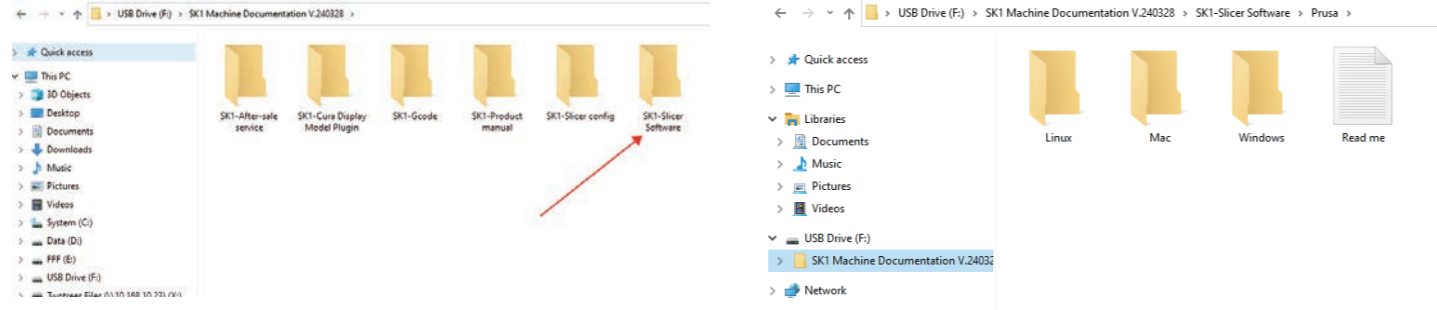 USB Drive (F:) > SK1 Machine Documentation V.240328 >
Quick access
This PC
3D Objects
Desktop
Documents
Downloads
Music
Pictures
Videos
System (C:)
Data (D:)
FFF (E:)
USB Drive (F:)
SK1-After-sale
service
SK1-Cura Display
Model Plugin
SK1-Gcode
SK1-Product
manual
SK1-Slicer config
SK1-Slicer
Software
> USB Drive (F:) > SK1 Machine Documentation V.240328 > SK1-Slicer Software > Prusa >
Quick access
This PC
Libraries
Documents
Music
Pictures
Videos
USB Drive (F:)
SK1 Machine Documentation V.24032
Network
Linux
Mac
Windows
Read me